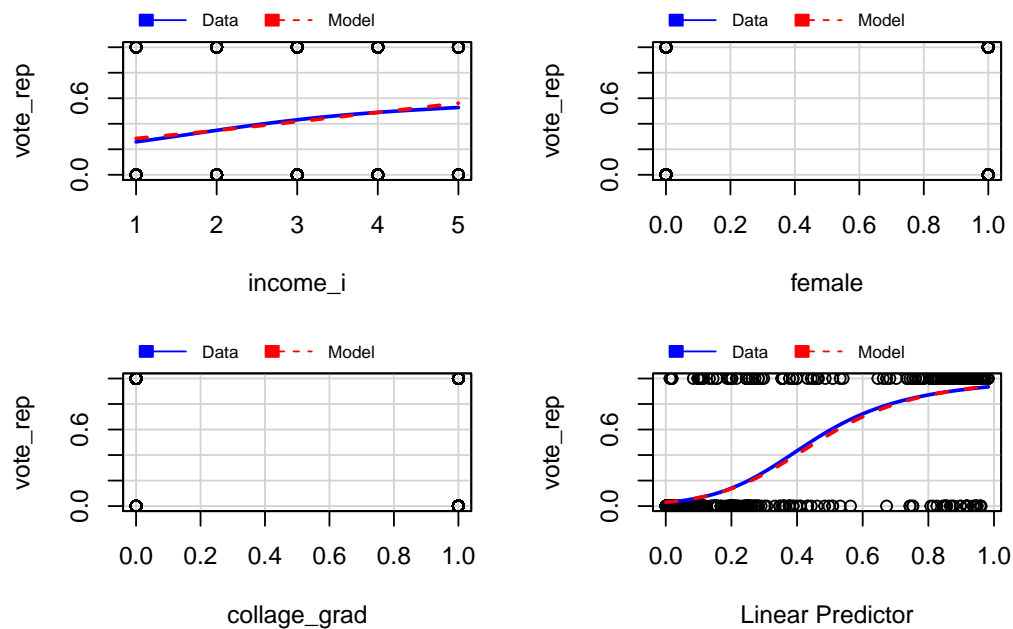 Data Model
vote_rep
0.0 0.6
1 2 3 4 5
income_i
Data Model
vote_rep
0.0 0.6
0.0 0.2 0.4 0.6 0.8 1.0
female
Data Model
vote_rep
0.0 0.6
0.0 0.2 0.4 0.6 0.8 1.0
collage_grad
Data Model
vote_rep
0.0 0.6
0.0 0.2 0.4 0.6 0.8 1.0
Linear Predictor